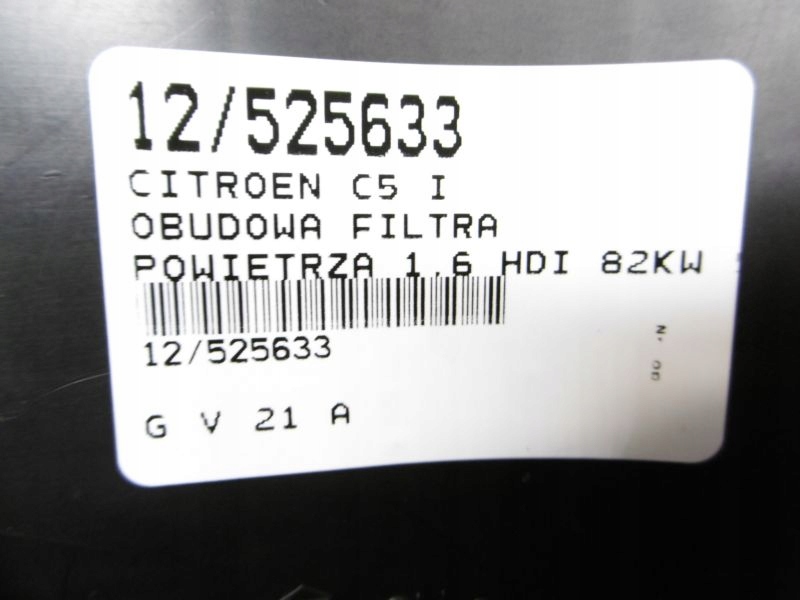 12/525633
CITROEN C5 I
OBUDOWA FILTRA
POWIETRZA 1.6 HDI 82KW
12/525633
G V 21 A